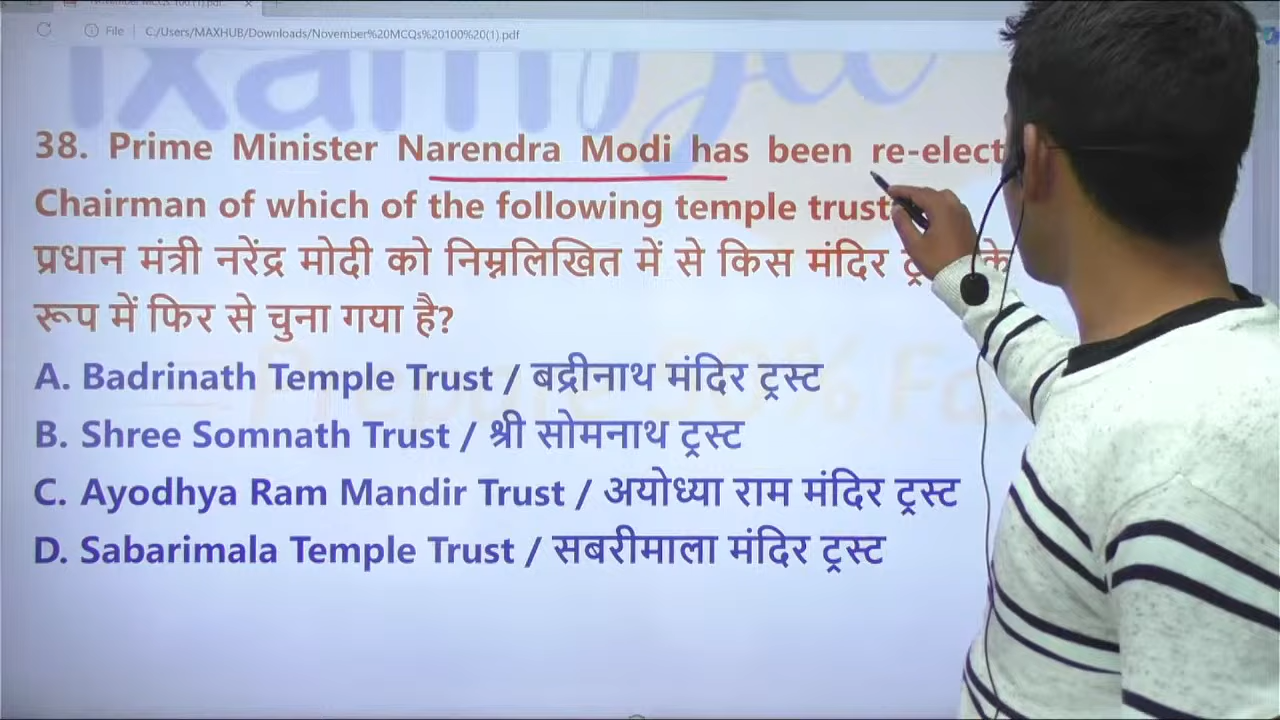 File C:/Users/MAXHUB/Downloads/November%20MCQs%20100%20(1).pdf
38. Prime Minister Narendra Modi has been re-elect
Chairman of which of the following temple trust
प्रधान मंत्री नरेंद्र मोदी को निम्नलिखित में से किस मंदिर के
रूप में फिर से चुना गया है?
A. Badrinath Temple Trust / बद्रीनाथ मंदिर ट्रस्ट
B. Shree Somnath Trust / श्री सोमनाथ ट्रस्ट
C. Ayodhya Ram Mandir Trust / अयोध्या राम मंदिर ट्रस्ट
D. Sabarimala Temple Trust / सबरीमाला मंदिर ट्रस्ट